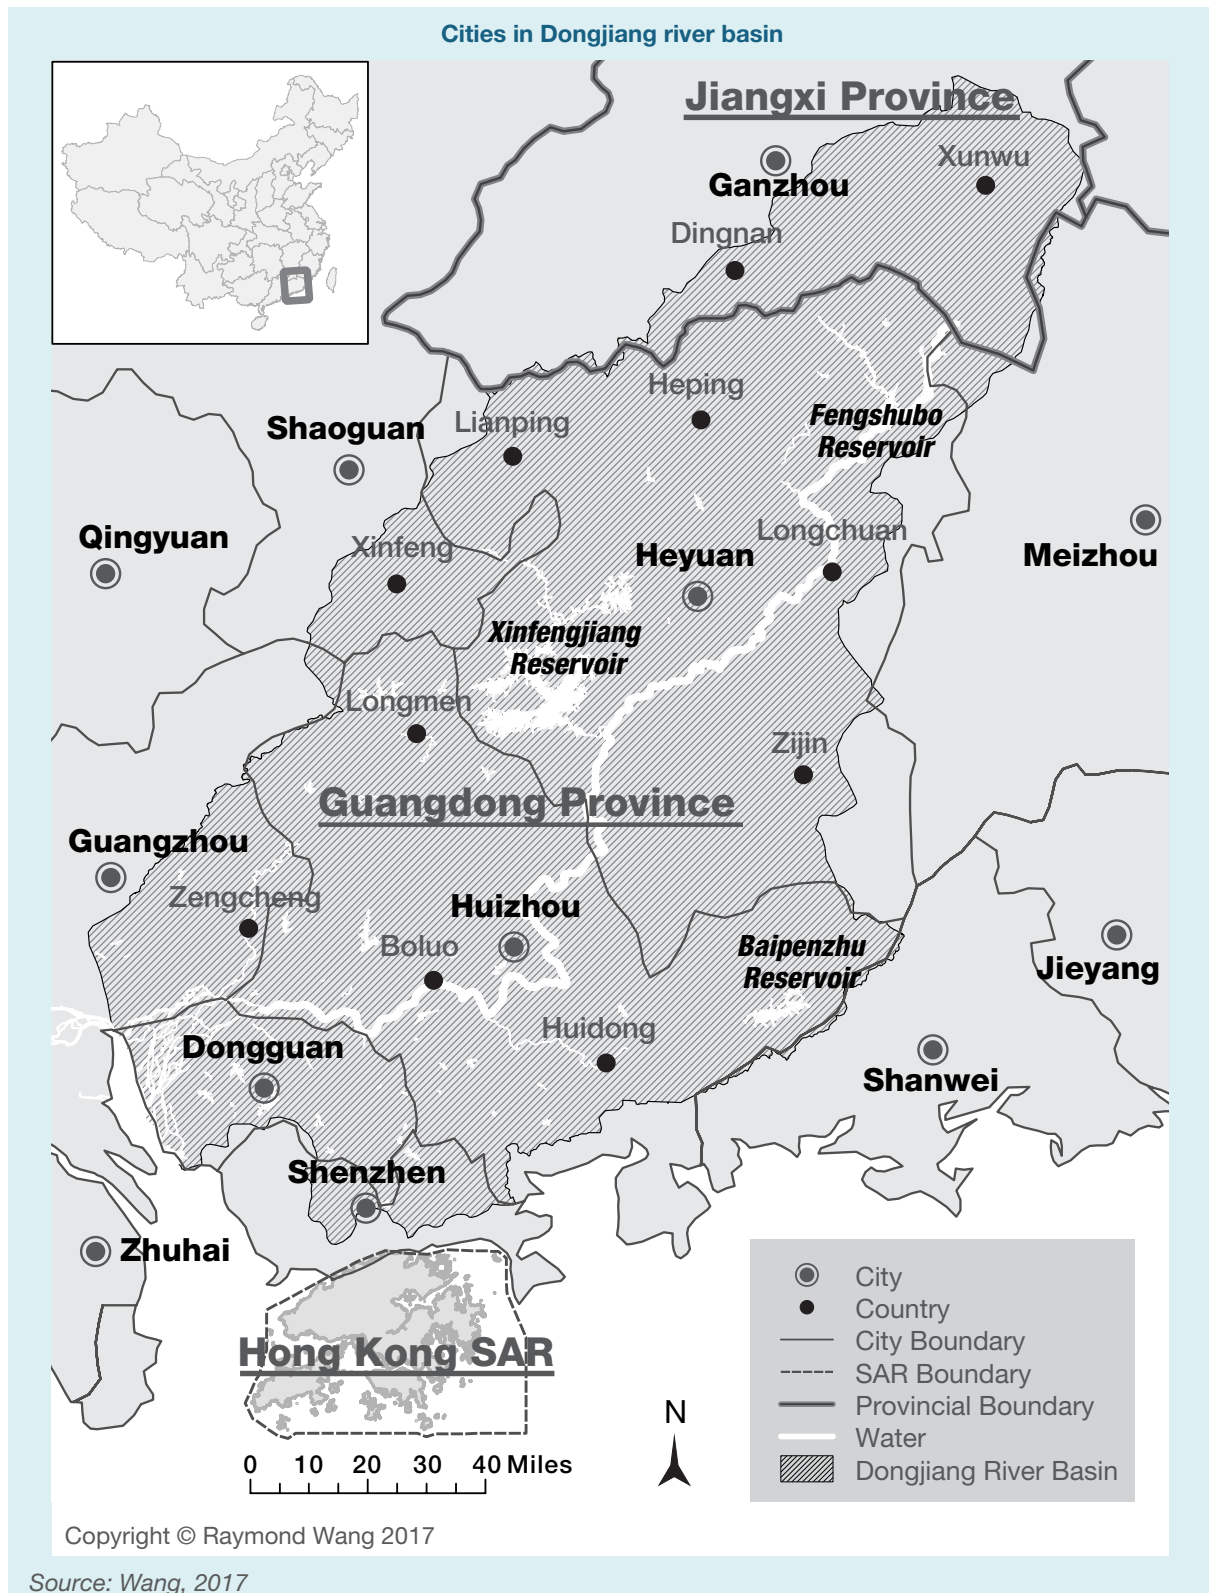 Cities in Dongjiang river basin
Jiangxi Province
Xunwu
Ganzhou
Dingnan
Heping
Fengshubo
Reservoir
Lianping
Shaoguan
Qingyuan
Xinfeng
Longchuan
Heyuan
Meizhou
Xinfengjiang
Reservoir
Longmen
Zijin
Guangdong Province
Guangzhou
Zengcheng
Huizhou
Boluo
Baipenzhu
Reservoir
Jieyang
Huidong
Dongguan
Shanwei
Shenzhen
Zhuhai
Hong Kong SAR
City
Country
City Boundary
SAR Boundary
Provincial Boundary
Water
Dongjiang River Basin
N
0 10 20 30 40 Miles
Copyright © Raymond Wang 2017
Source: Wang, 2017